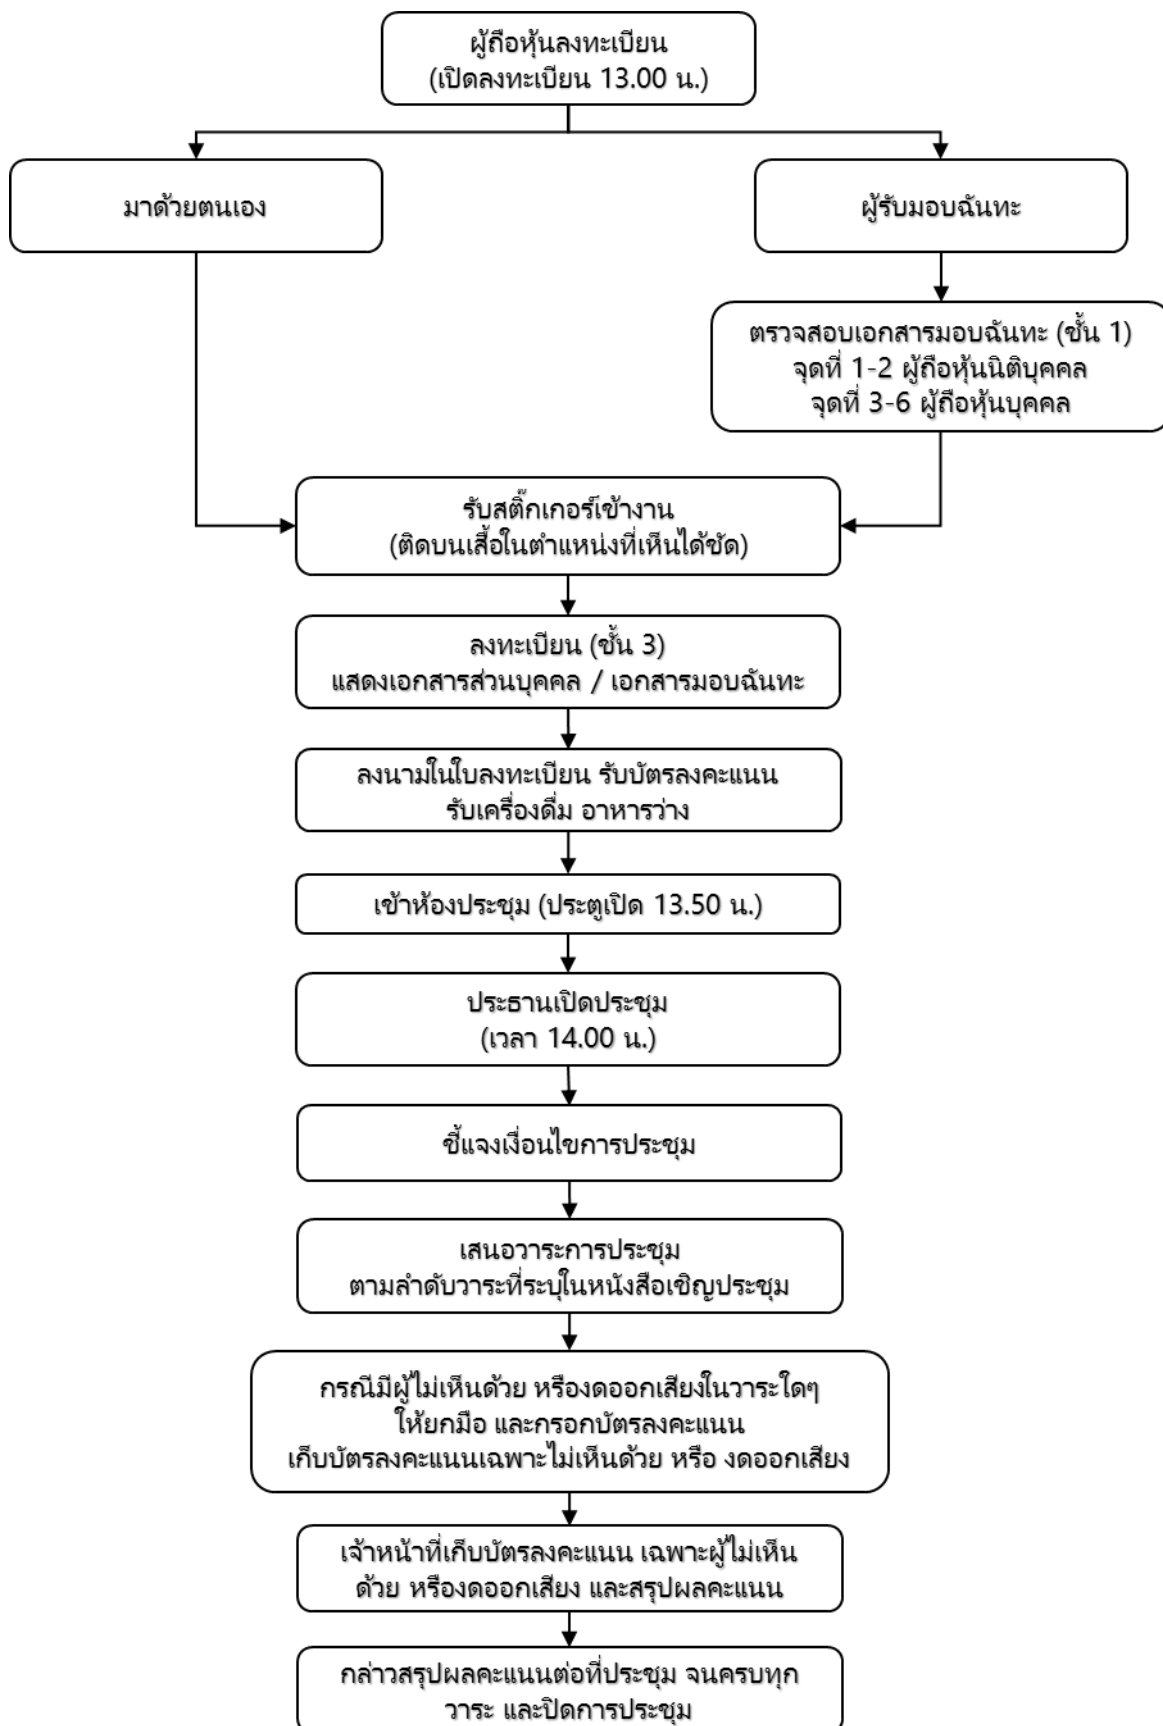 ผู้ถือหุ้นลงทะเบียน
(เปิดลงทะเบียน 13.00 น.)
มาด้วยตนเอง
ผู้รับมอบฉันทะ
ตรวจสอบเอกสารมอบฉันทะ (ชั้น 1)
จุดที่ 1-2 ผู้ถือหุ้นนิติบุคคล
จุดที่ 3-6 ผู้ถือหุ้นบุคคล
รับสติ๊กเกอร์เข้างาน
(ติดบนเสื้อในตำแหน่งที่เห็นได้ชัด)
ลงทะเบียน (ชั้น 3)
แสดงเอกสารส่วนบุคคล / เอกสารมอบฉันทะ
ลงนามในใบลงทะเบียน รับบัตรลงคะแนน
รับเครื่องดื่ม อาหารว่าง
เข้าห้องประชุม (ประตูเปิด 13.50 น.)
ประธานเปิดประชุม
(เวลา 14.00 น.)
ชี้แจงเงื่อนไขการประชุม
เสนอวาระการประชุม
ตามลำดับวาระที่ระบุในหนังสือเชิญประชุม
กรณีมีผู้ไม่เห็นด้วย หรืองดออกเสียงในวาระใดๆ
ให้ยกมือ และกรอกบัตรลงคะแนน
เก็บบัตรลงคะแนนเฉพาะไม่เห็นด้วย หรือ งดออกเสียง
เจ้าหน้าที่เก็บบัตรลงคะแนน เฉพาะผู้ไม่เห็น
ด้วย หรืองดออกเสียง และสรุปผลคะแนน
กล่าวสรุปผลคะแนนต่อที่ประชุม จนครบทุก
วาระ และปิดการประชุม